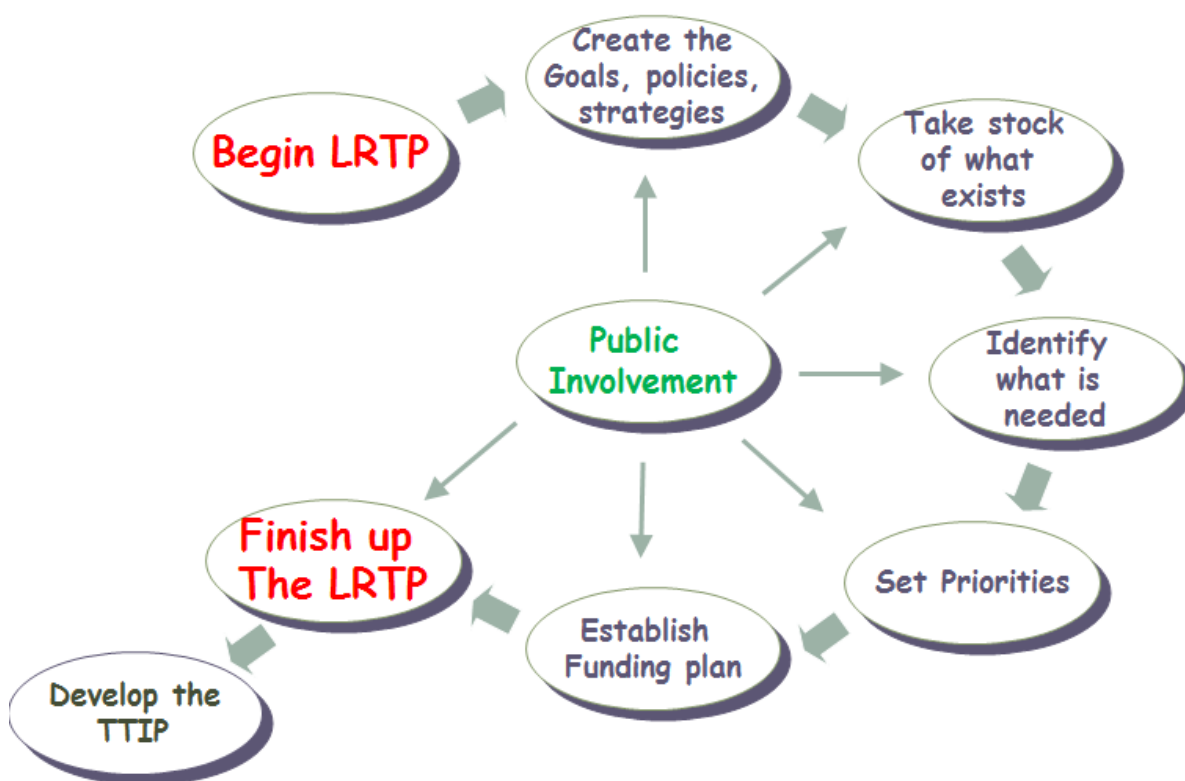 Begin LRTP
Create the
Goals, policies,
strategies
Take stock
of what
exists
Identify
what is
needed
Set Priorities
Establish
Funding plan
Finish up
The LRTP
Develop the
TTIP
Public
Involvement